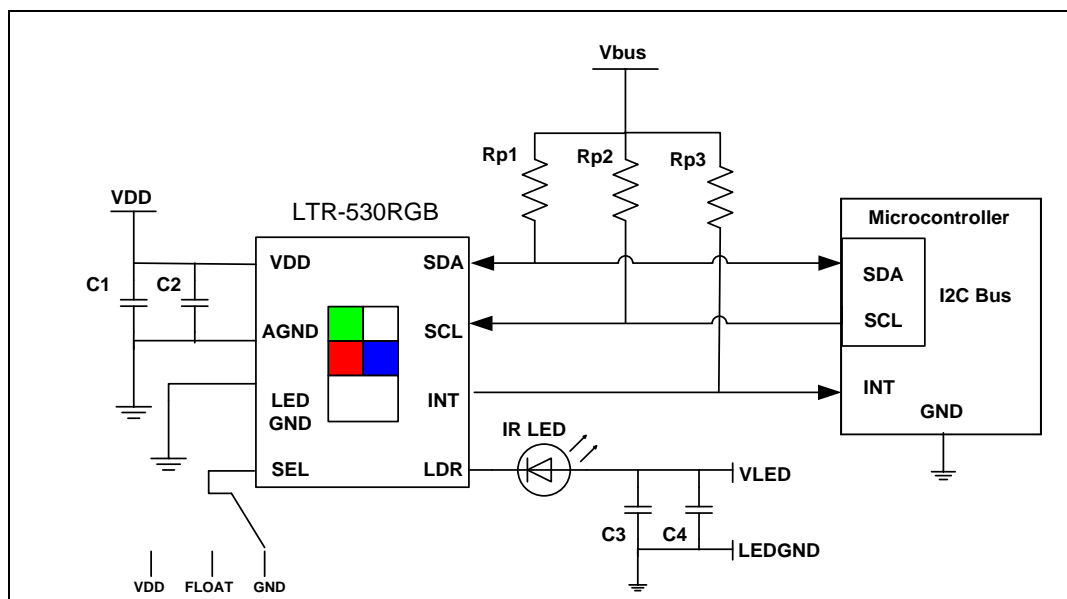 Vbus
Rp1
Rp2
Rp3
VDD
LTR-530RGB
Microcontroller
C1
C2
VDD
SDA
SDA
I2C Bus
AGND
SCL
SCL
LED
GND
INT
INT
GND
IR LED
SEL
LDR
VLED
C3
C4
LEDGND
VDD
FLOAT
GND